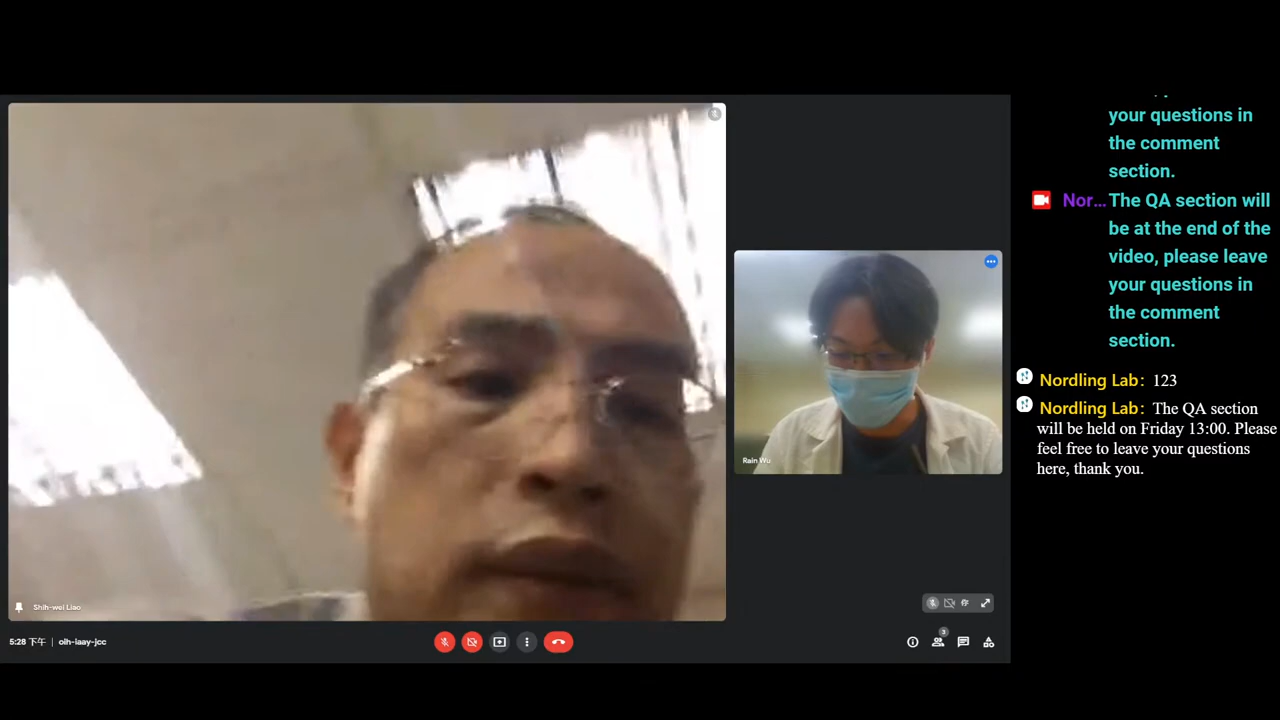 Shih-wei Liao
Rain Wu
5:28 下午 | oih-iaay-jcc
3
your questions in
the comment
section.
Nor... The QA section will
be at the end of the
video, please leave
your questions in
the comment
section.
Nordling Lab: 123
Nordling Lab: The QA section
will be held on Friday 13:00. Please
feel free to leave your questions
here, thank you.